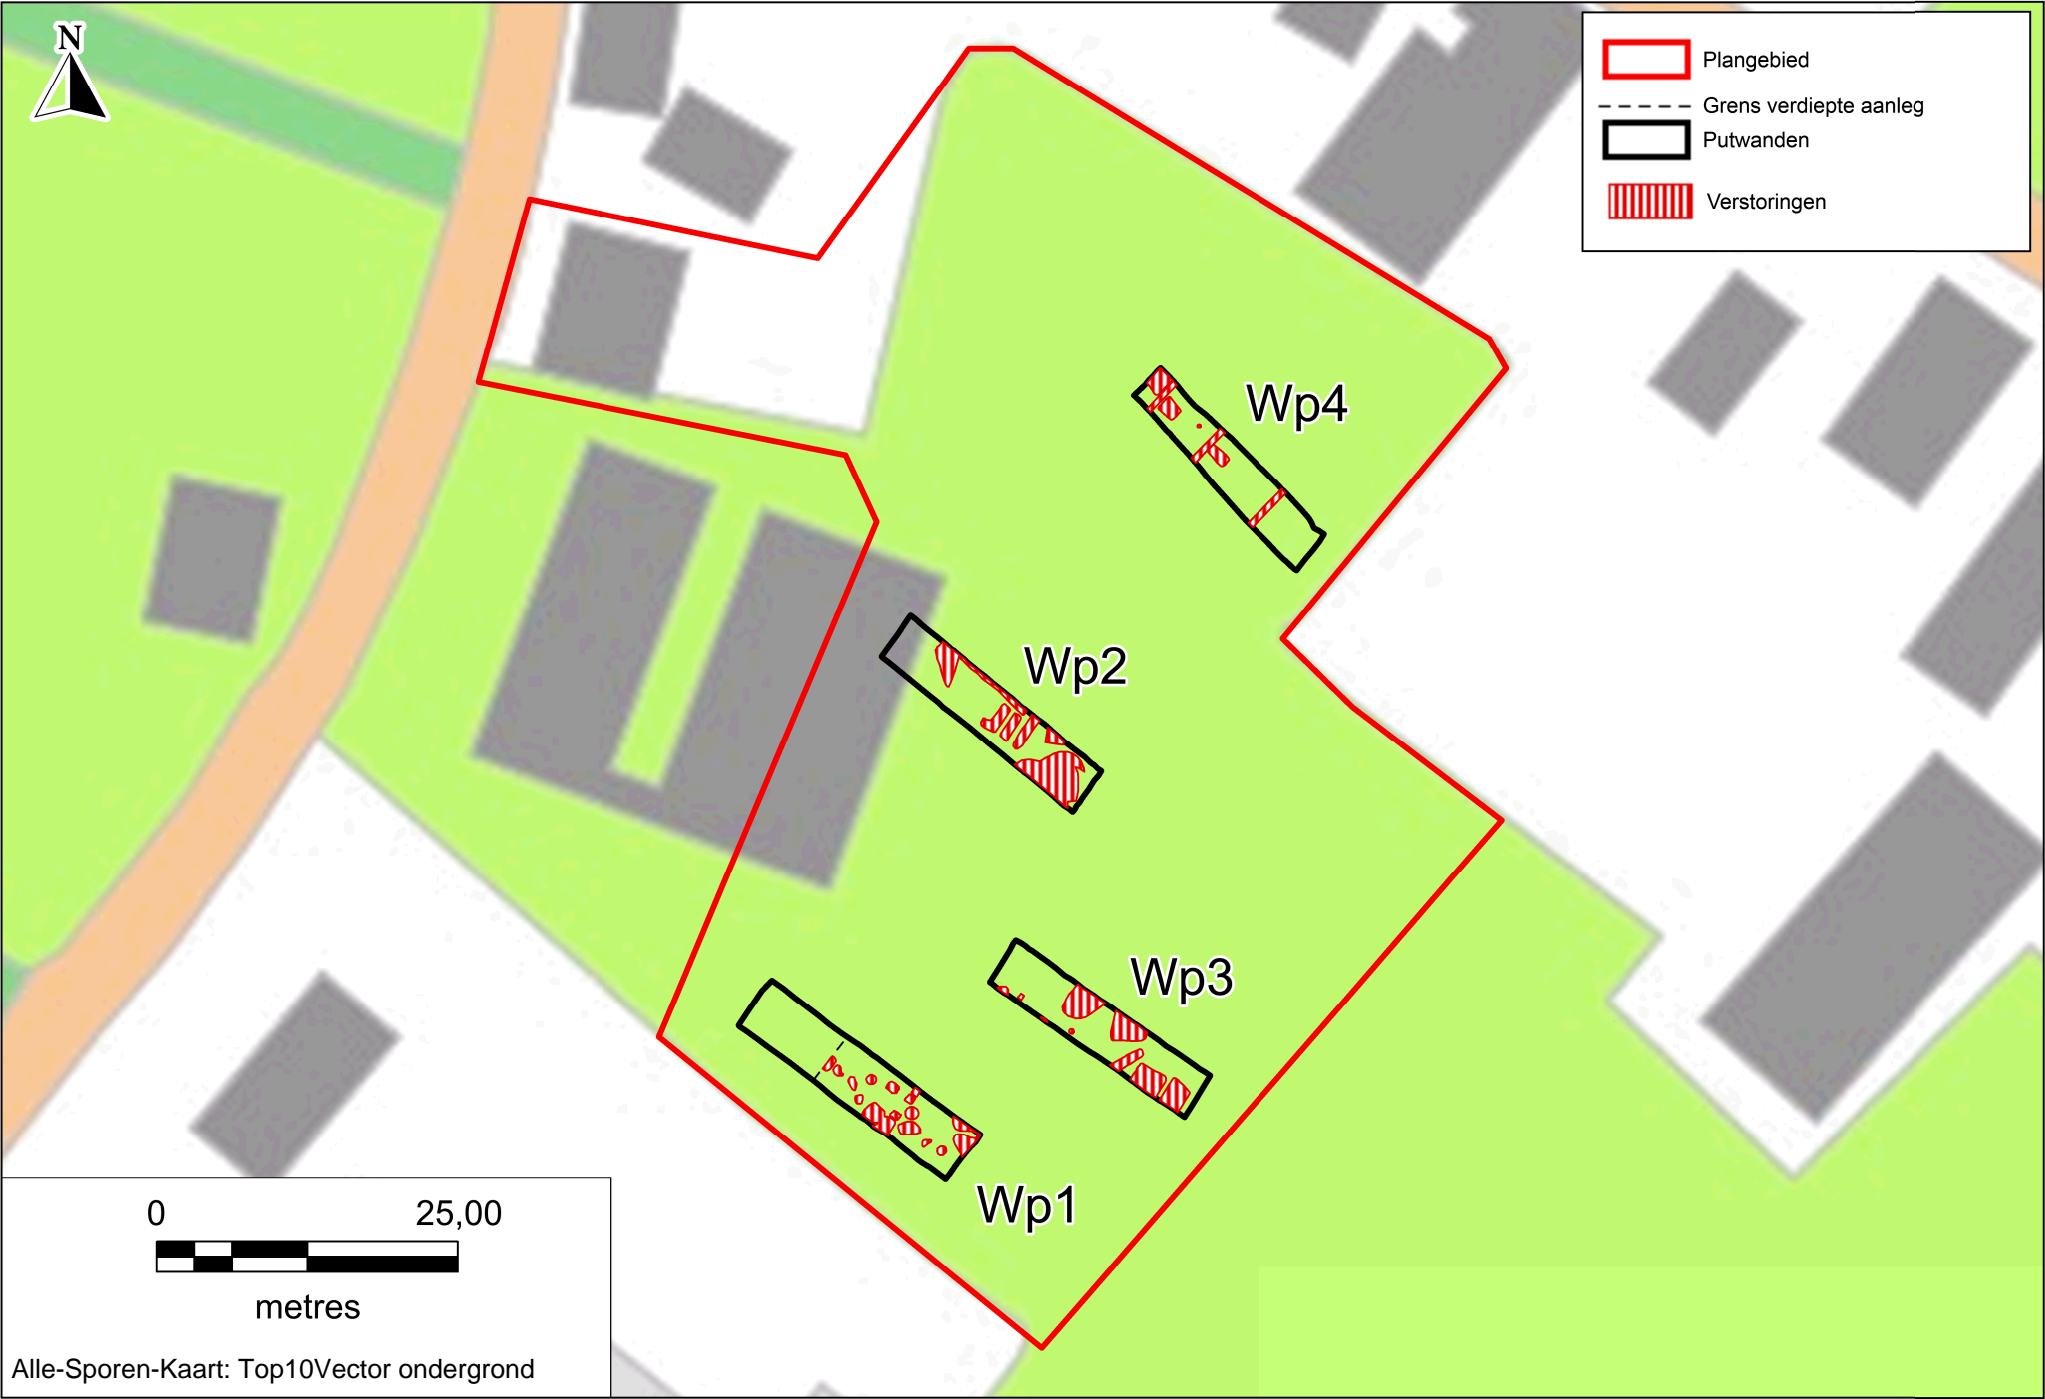 N
Plangebied
Grens verdiepte aanleg
Putwanden
Verstoringen
Wp4
Wp2
Wp3
Wp1
0 25,00
metres
Alle-Sporen-Kaart: Top10Vector ondergrond